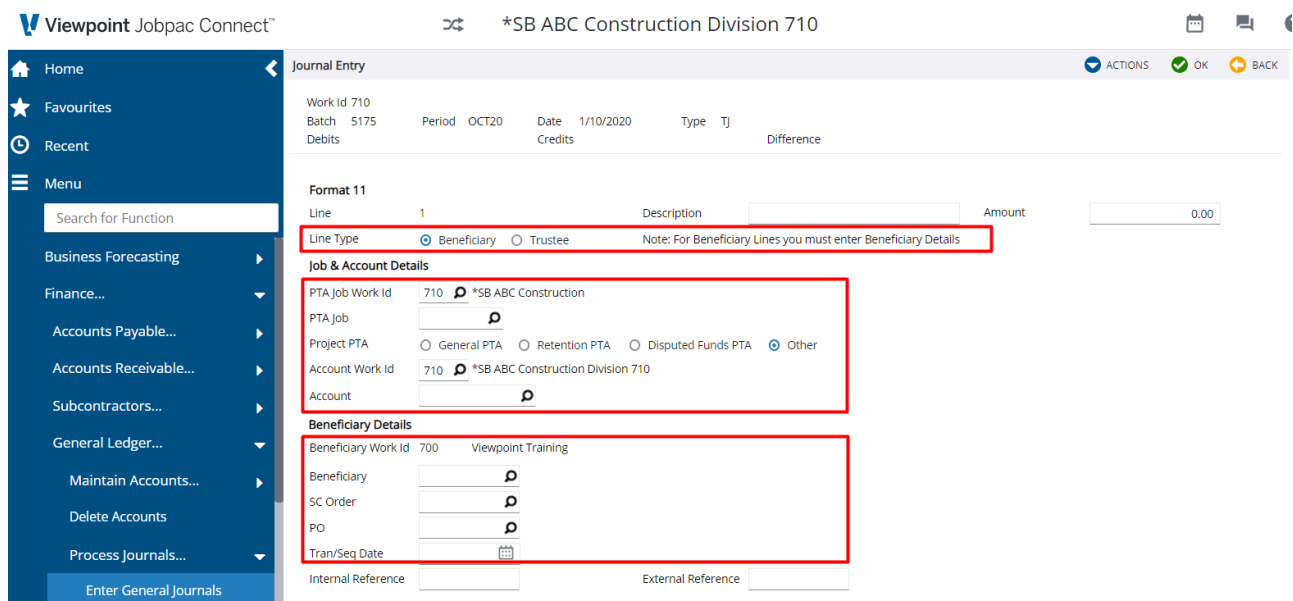 Viewpoint Jobpac Connect™
*SB ABC Construction Division 710
Home
Favourites
Recent
Menu
Search for Function
Business Forecasting
Finance...
Accounts Payable...
Accounts Receivable...
Subcontractors...
General Ledger...
Maintain Accounts...
Delete Accounts
Process Journals...
Enter General Journals
Journal Entry
ACTIONS OK BACK
Work Id 710
Batch 5175 Period OCT20 Date 1/10/2020 Type TJ
Debits Credits Difference
Format 11
Line 1 Description Amount 0.00
Line Type Beneficiary Trustee Note: For Beneficiary Lines you must enter Beneficiary Details
Job & Account Details
PTA Job Work Id 710 *SB ABC Construction
PTA Job
Project PTA General PTA Retention PTA Disputed Funds PTA Other
Account Work Id 710 *SB ABC Construction Division 710
Account
Beneficiary Details
Beneficiary Work Id 700 Viewpoint Training
Beneficiary
SC Order
PO
Tran/Seq Date
Internal Reference External Reference